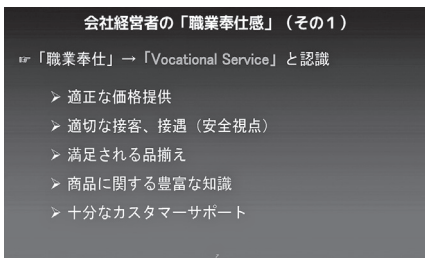 会社経営者の「職業奉仕感」（その１）
☞「職業奉仕」→「Vocational Service」と認識
➢ 適正な価格提供
➢ 適切な接客、接遇（安全視点）
➢ 満足される品揃え
➢ 商品に関する豊富な知識
➢ 十分なカスタマーサポート